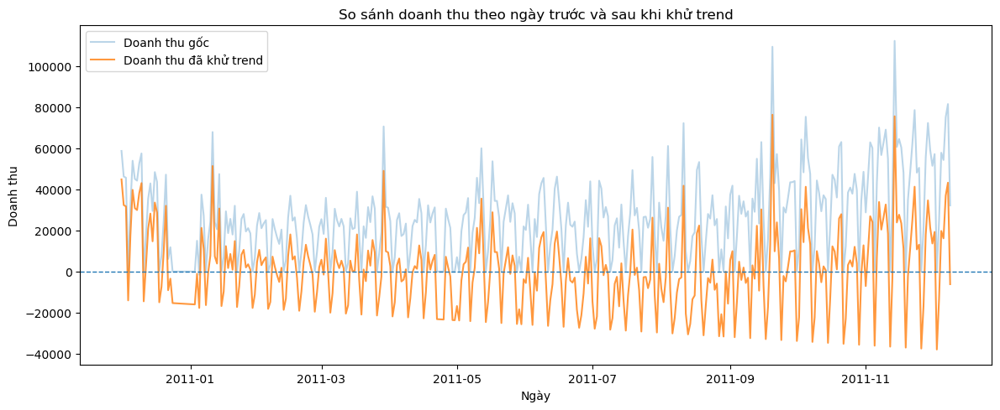 So sánh doanh thu theo ngày trước và sau khi khử trend
Doanh thu gốc
Doanh thu đã khử trend
100000
80000
60000
40000
20000
0
−20000
−40000
Doanh thu
2011-01
2011-03
2011-05
2011-07
2011-09
2011-11
Ngày